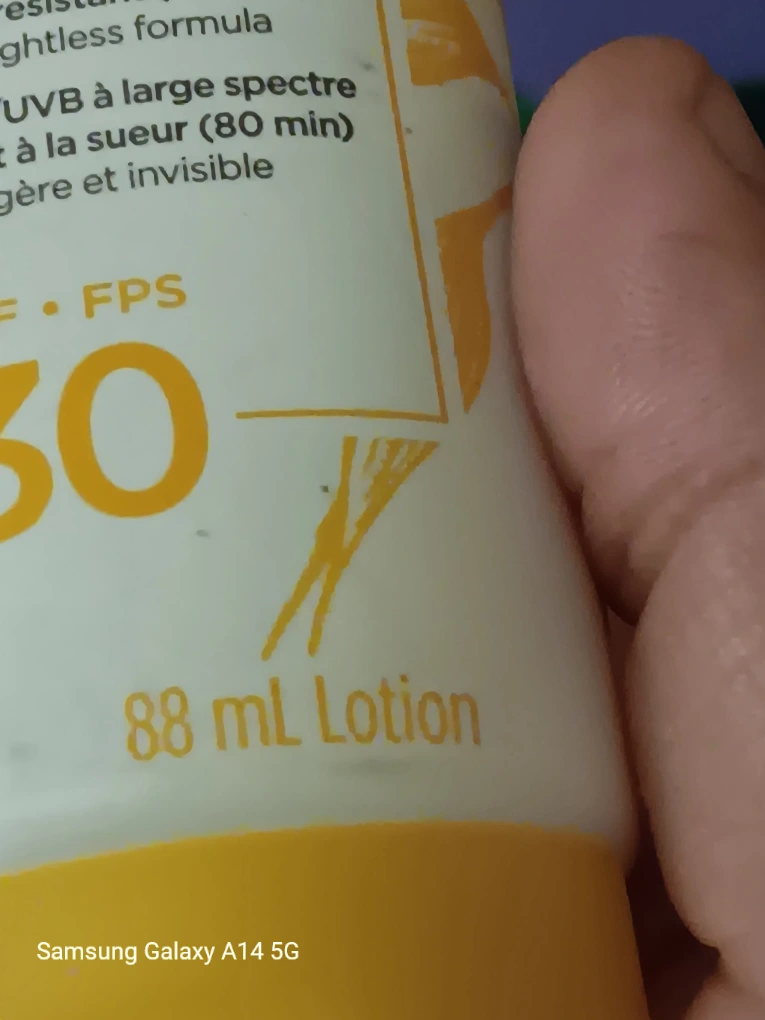 ghtless formula
UVB à large spectre
à la sueur (80 min)
et invisible
• FPS
30
88 mL Lotion
Samsung Galaxy A14 5G